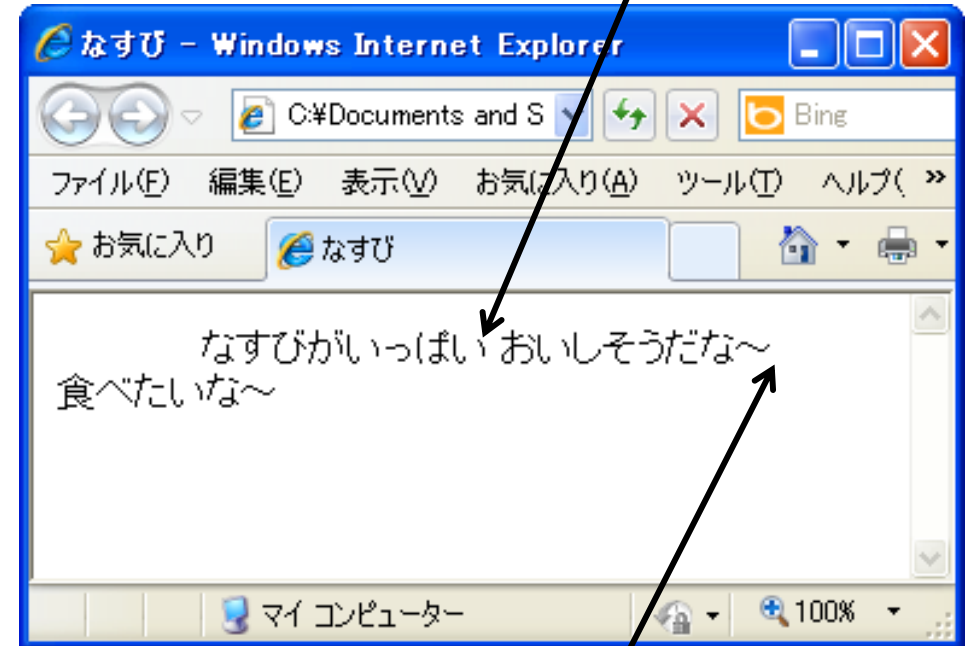 なすび - Windows Internet Explorer
C:¥Documents and S
Bing
ファイル(F) 編集(E) 表示(V) お気に入り(A) ツール(T) ヘルプ( »
お気に入り
なすび
なすびがいっぱい おいしそうだな～
食べたいな～
マイ コンピューター
100%